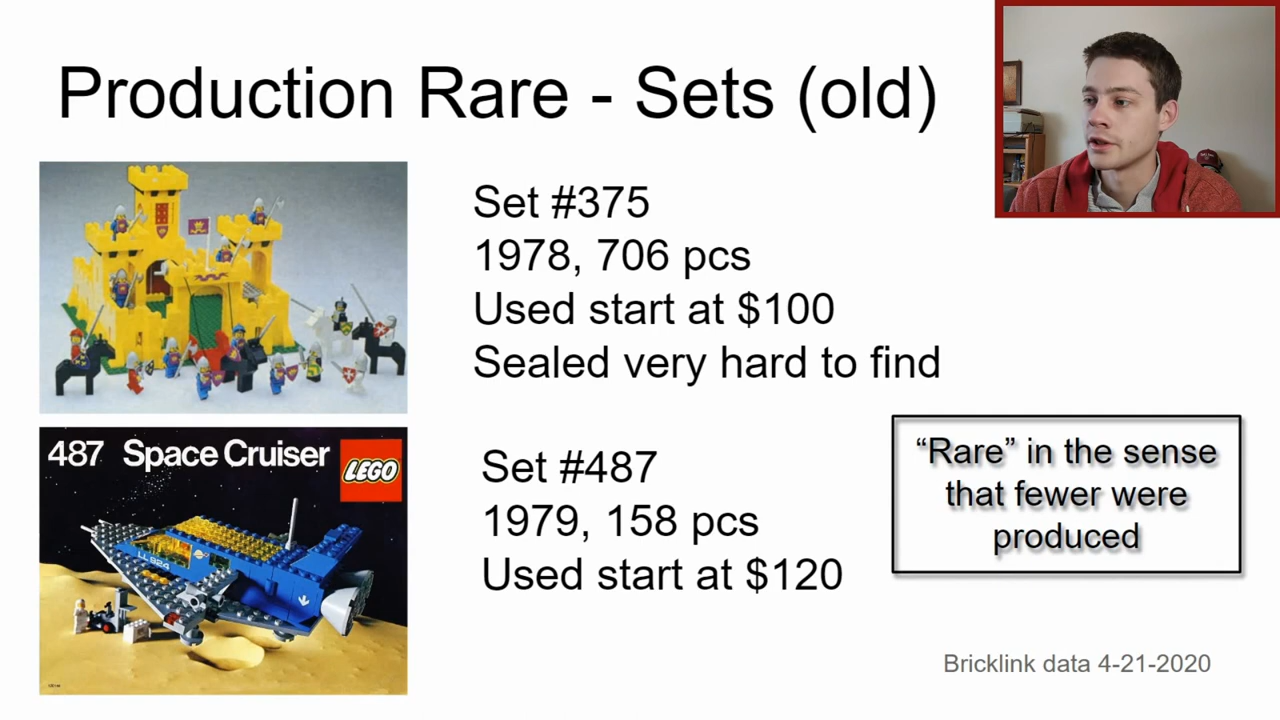 Production Rare - Sets (old)
Set #375
1978, 706 pcs
Used start at $100
Sealed very hard to find
487 Space Cruiser
LEGO
LL 924
Set #487
1979, 158 pcs
Used start at $120
“Rare” in the sense
that fewer were
produced
Bricklink data 4-21-2020